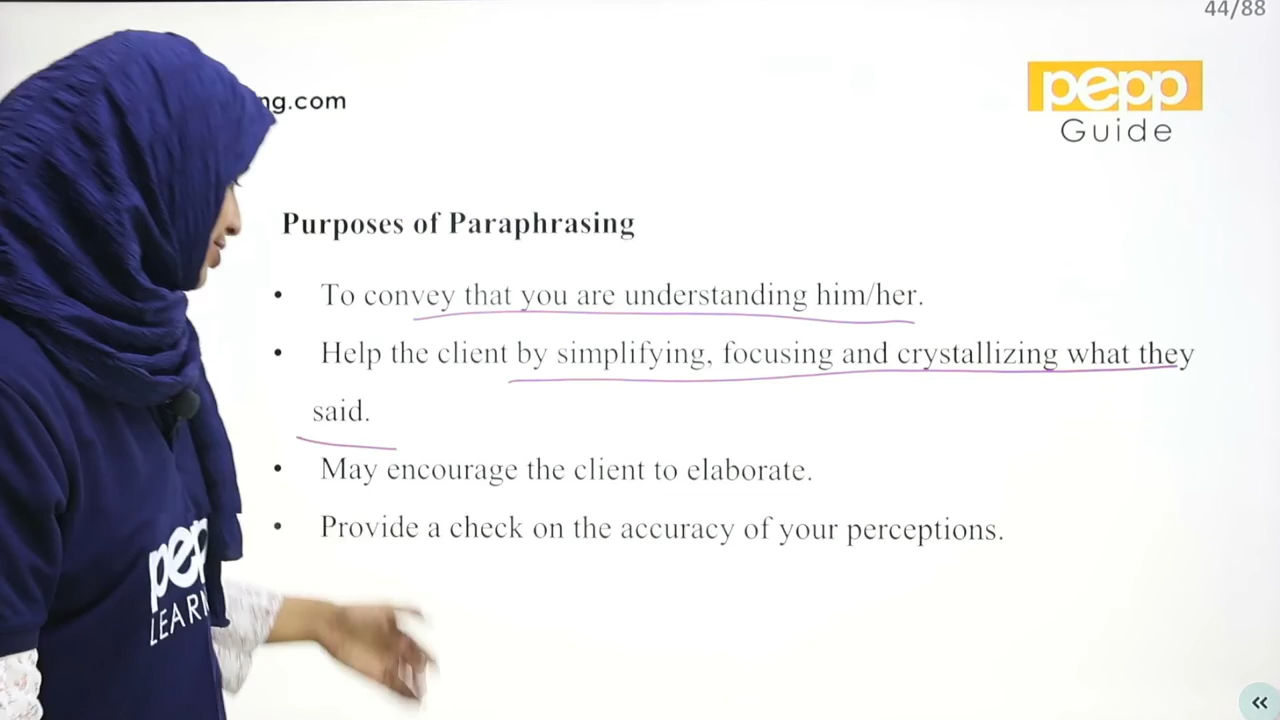 44/88
ng.com
pepp
Guide
Purposes of Paraphrasing
• To convey that you are understanding him/her.
• Help the client by simplifying, focusing and crystallizing what they
said.
• May encourage the client to elaborate.
• Provide a check on the accuracy of your perceptions.
pep
LEARN
«